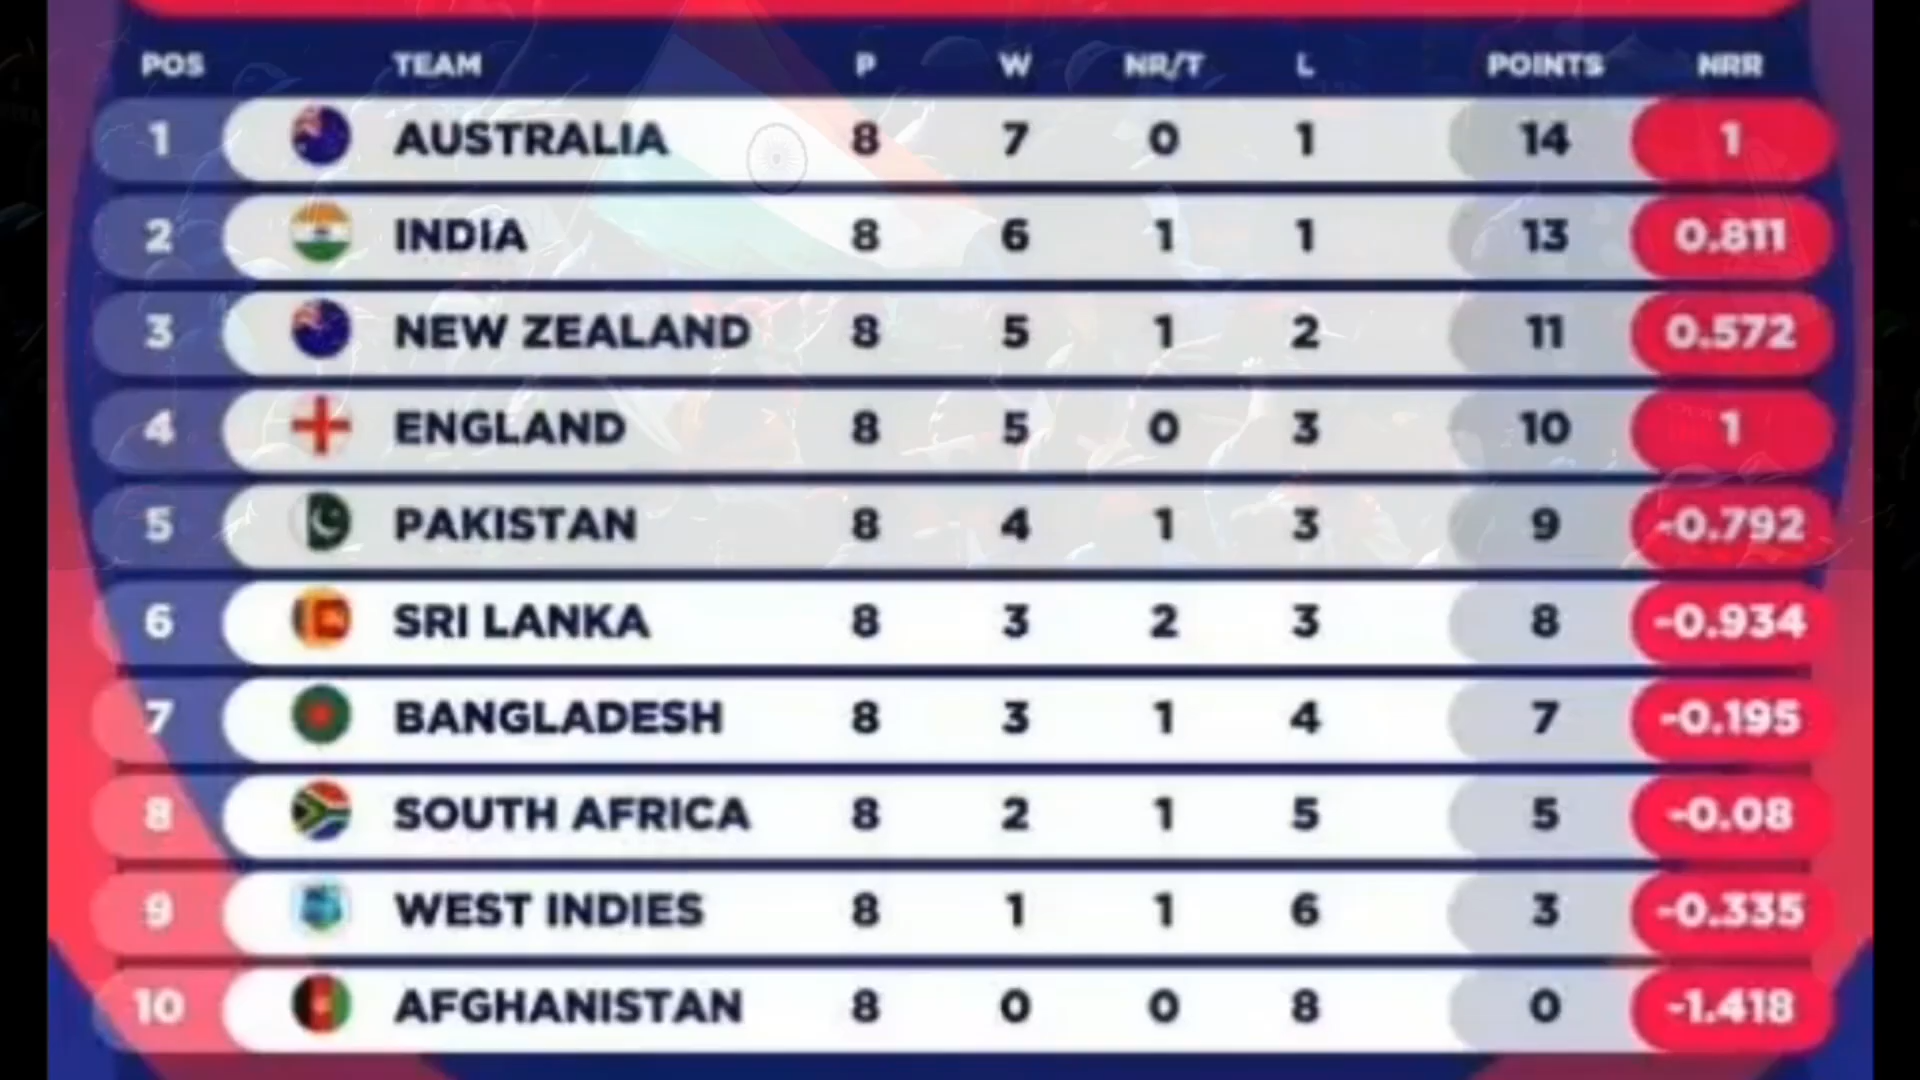 POS TEAM P W NR/T L POINTS NRR
1 AUSTRALIA 8 7 0 1 14 1
2 INDIA 8 6 1 1 13 0.811
3 NEW ZEALAND 8 5 1 2 11 0.572
4 ENGLAND 8 5 0 3 10 1
5 PAKISTAN 8 4 1 3 9 -0.792
6 SRI LANKA 8 3 2 3 8 -0.934
7 BANGLADESH 8 3 1 4 7 -0.195
8 SOUTH AFRICA 8 2 1 5 5 -0.08
9 WEST INDIES 8 1 1 6 3 -0.335
10 AFGHANISTAN 8 0 0 8 0 -1.418